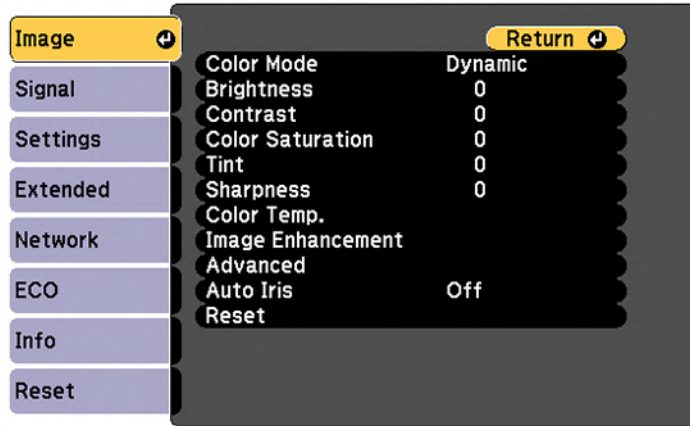 Image
Signal
Settings
Extended
Network
ECO
Info
Reset
Return
Color Mode Dynamic
Brightness 0
Contrast 0
Color Saturation 0
Tint 0
Sharpness 0
Color Temp.
Image Enhancement
Advanced
Auto Iris Off
Reset